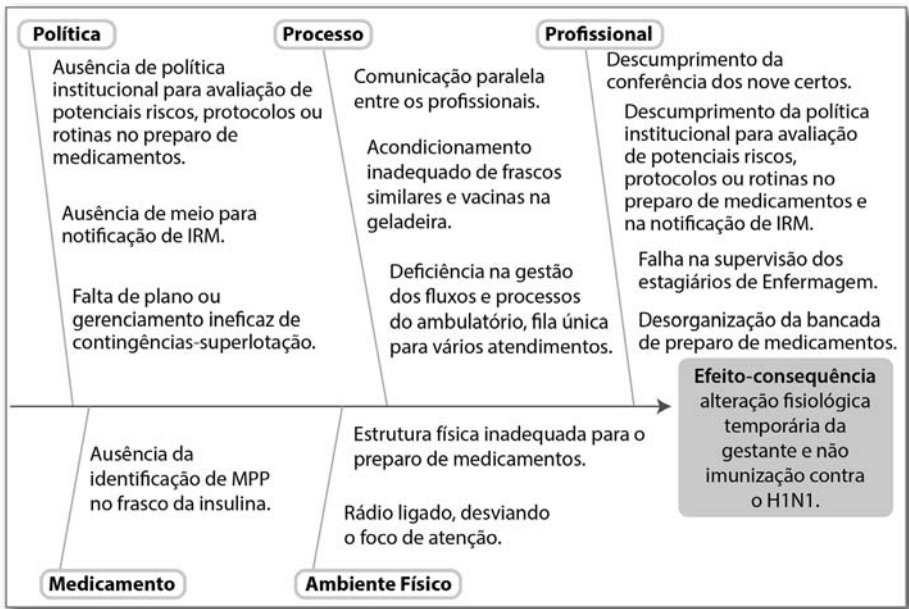 Política
Ausência de política
institucional para avaliação de
potenciais riscos, protocolos ou
rotinas no preparo de
medicamentos.
Ausência de meio para
notificação de IRM.
Falta de plano ou
gerenciamento ineficaz de
contingências-superlotação.
Processo
Comunicação paralela
entre os profissionais.
Acondicionamento
inadequado de frascos
similares e vacinas na
geladeira.
Deficiência na gestão
dos fluxos e processos
do ambulatório, fila única
para vários atendimentos.
Profissional
Descumprimento da
conferência dos nove certos.
Descumprimento da política
institucional para avaliação
de potenciais riscos,
protocolos ou rotinas no
preparo de medicamentos e
na notificação de IRM.
Falha na supervisão dos
estagiários de Enfermagem.
Desorganização da bancada
de preparo de medicamentos.
Efeito-consequência
alteração fisiológica
temporária da
gestante e não
imunização contra
o H1N1.
Ausência da
identificação de MPP
no frasco da insulina.
Medicamento
Estrutura física inadequada para o
preparo de medicamentos.
Rádio ligado, desviando
o foco de atenção.
Ambiente Físico